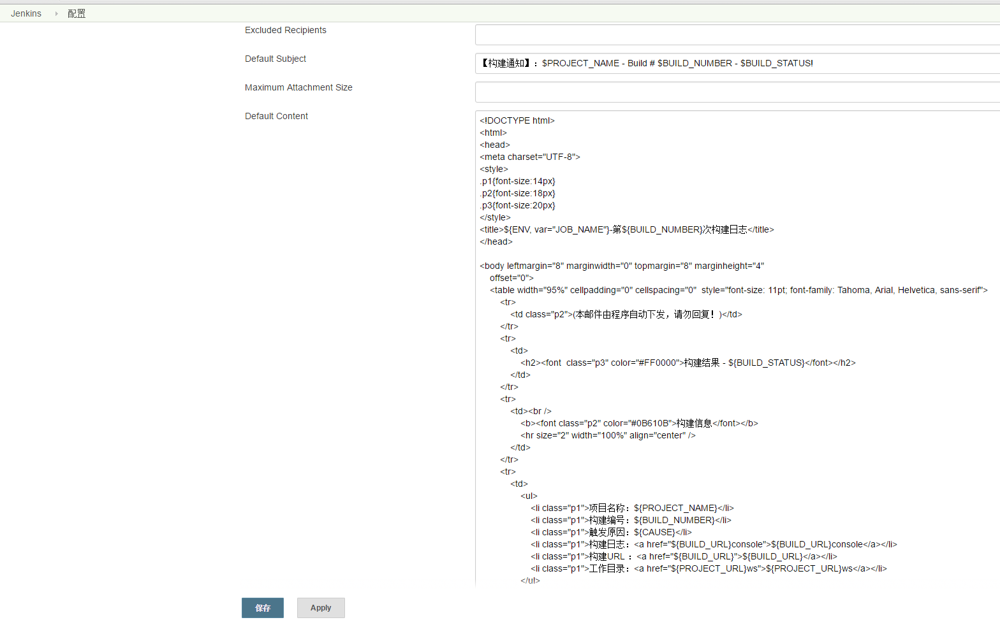 Jenkins 配置
Excluded Recipients
Default Subject 【构建通知】：$PROJECT_NAME - Build # $BUILD_NUMBER - $BUILD_STATUS!
Maximum Attachment Size
Default Content
<!DOCTYPE html>
<html>
<head>
<meta charset="UTF-8">
<style>
.p1{font-size:14px}
.p2{font-size:18px}
.p3{font-size:20px}
</style>
<title>${ENV, var="JOB_NAME"}-第${BUILD_NUMBER}次构建日志</title>
</head>

<body leftmargin="8" marginwidth="0" topmargin="8" marginheight="4"
    offset="0">
    <table width="95%" cellpadding="0" cellspacing="0"  style="font-size: 11pt; font-family: Tahoma, Arial, Helvetica, sans-serif">
        <tr>
            <td class="p2">(本邮件由程序自动下发，请勿回复！)</td>
        </tr>
        <tr>
            <td>
                <h2><font  class="p3" color="#FF0000">构建结果 - ${BUILD_STATUS}</font></h2>
            </td>
        </tr>
        <tr>
            <td><br />
                <b><font class="p2" color="#0B610B">构建信息</font></b>
                <hr size="2" width="100%" align="center" />
            </td>
        </tr>
        <tr>
            <td>
                <ul>
                    <li class="p1">项目名称：${PROJECT_NAME}</li>
                    <li class="p1">构建编号：${BUILD_NUMBER}</li>
                    <li class="p1">触发原因：${CAUSE}</li>
                    <li class="p1">构建日志：<a href="${BUILD_URL}console">${BUILD_URL}console</a></li>
                    <li class="p1">构建URL ：<a href="${BUILD_URL}">${BUILD_URL}</a></li>
                    <li class="p1">工作目录：<a href="${PROJECT_URL}ws">${PROJECT_URL}ws</a></li>
                </ul>
保存 Apply